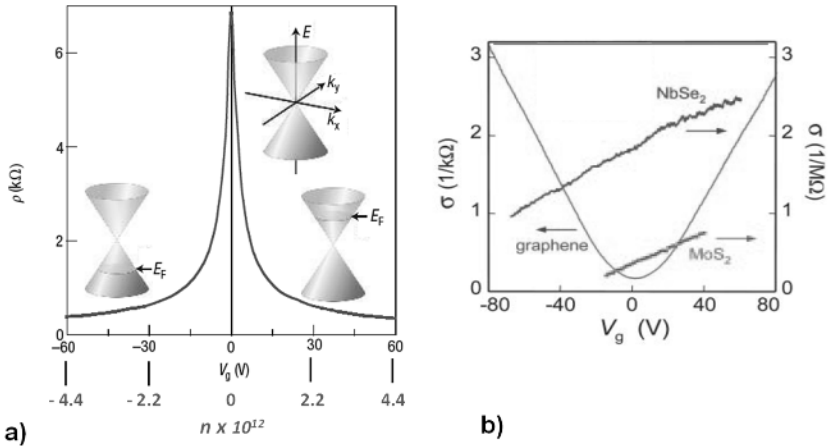 6
4
2
0
ρ (kΩ)
E
k_y
k_x
E_F
E_F
−60
−30
0
30
60
V_g (V)
- 4.4
- 2.2
0
2.2
4.4
n x 10^12
a)
b)
3
2
1
0
σ (1/kΩ)
NbSe₂
graphene
MoS₂
3
2
1
0
σ (1/MΩ)
-80
-40
0
40
80
V_g (V)